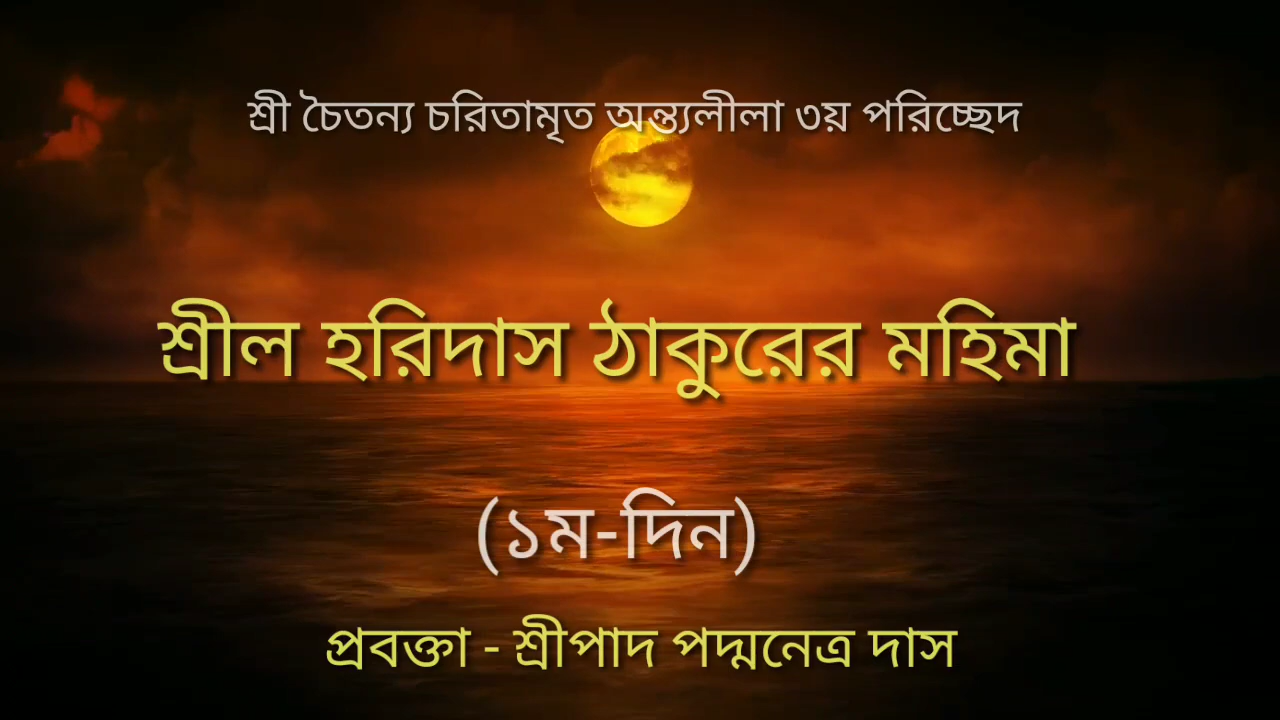 শ্রী চৈতন্য চরিতামৃত অন্ত্যলীলা ৩য় পরিচ্ছেদ
শ্রীল হরিদাস ঠাকুরের মহিমা
(১ম-দিন)
প্রবক্তা - শ্রীপাদ পদ্মনেত্র দাস